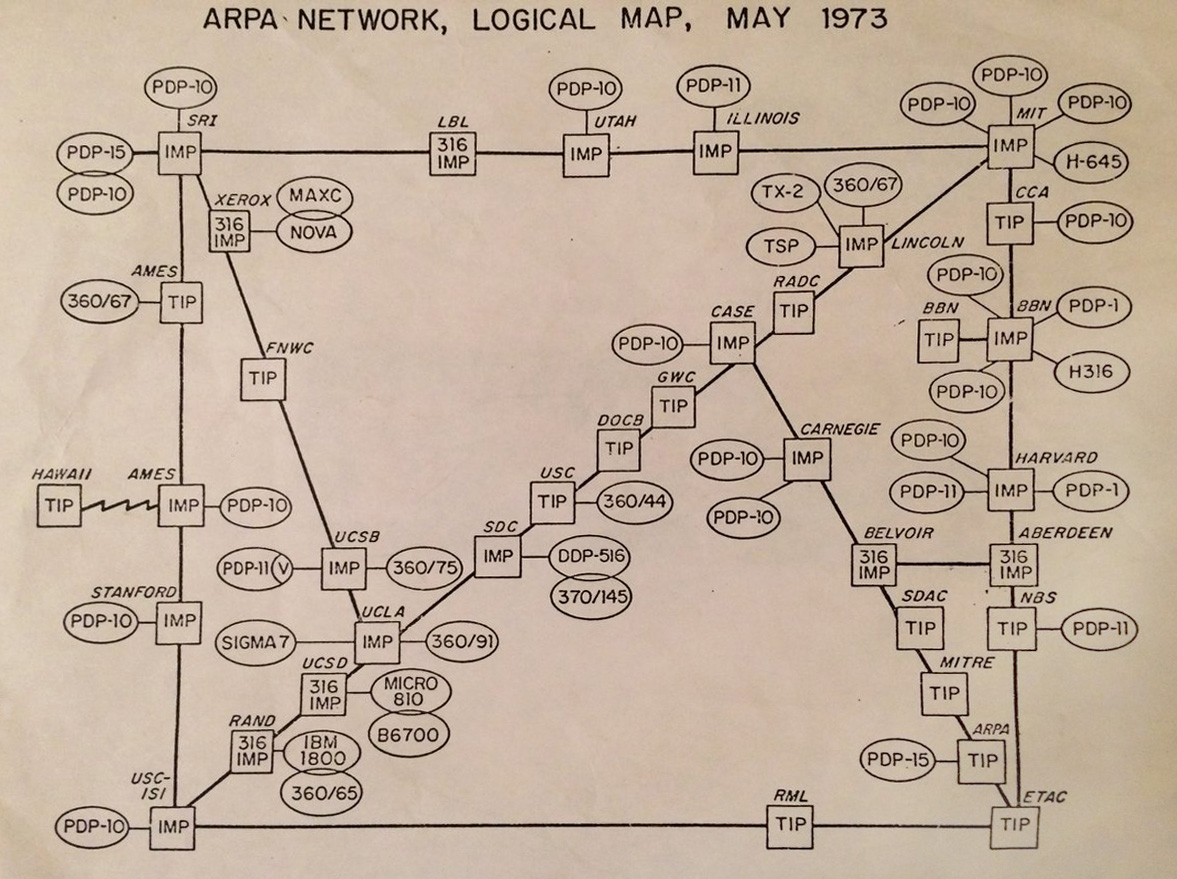 ARPA NETWORK, LOGICAL MAP, MAY 1973
PDP-10
SRI
PDP-15
IMP
PDP-10
LBL
316
IMP
PDP-10
UTAH
IMP
PDP-11
ILLINOIS
IMP
PDP-10
PDP-10
PDP-10
MIT
IMP
H-645
XEROX
316
IMP
MAXC
NOVA
TX-2
360/67
TSP
IMP
LINCOLN
CCA
TIP
PDP-10
AMES
360/67
TIP
RADC
TIP
CASE
PDP-10
IMP
PDP-10
BBN
TIP
BBN
IMP
PDP-1
H316
PDP-10
FNWC
TIP
GWC
TIP
DOCB
TIP
CARNEGIE
PDP-10
IMP
PDP-10
PDP-10
HARVARD
PDP-11
IMP
PDP-1
HAWAII
TIP
AMES
IMP
PDP-10
USC
TIP
360/44
SDC
IMP
DDP-516
370/145
UCSB
PDP-11 V
IMP
360/75
BELVOIR
316
IMP
ABERDEEN
316
IMP
STANFORD
PDP-10
IMP
UCLA
SIGMA 7
IMP
360/91
SDAC
TIP
NBS
TIP
PDP-11
UCSD
316
IMP
MICRO
810
B6700
MITRE
TIP
RAND
316
IMP
IBM
1800
360/65
ARPA
PDP-15
TIP
USC-
ISI
PDP-10
IMP
RML
TIP
ETAC
TIP